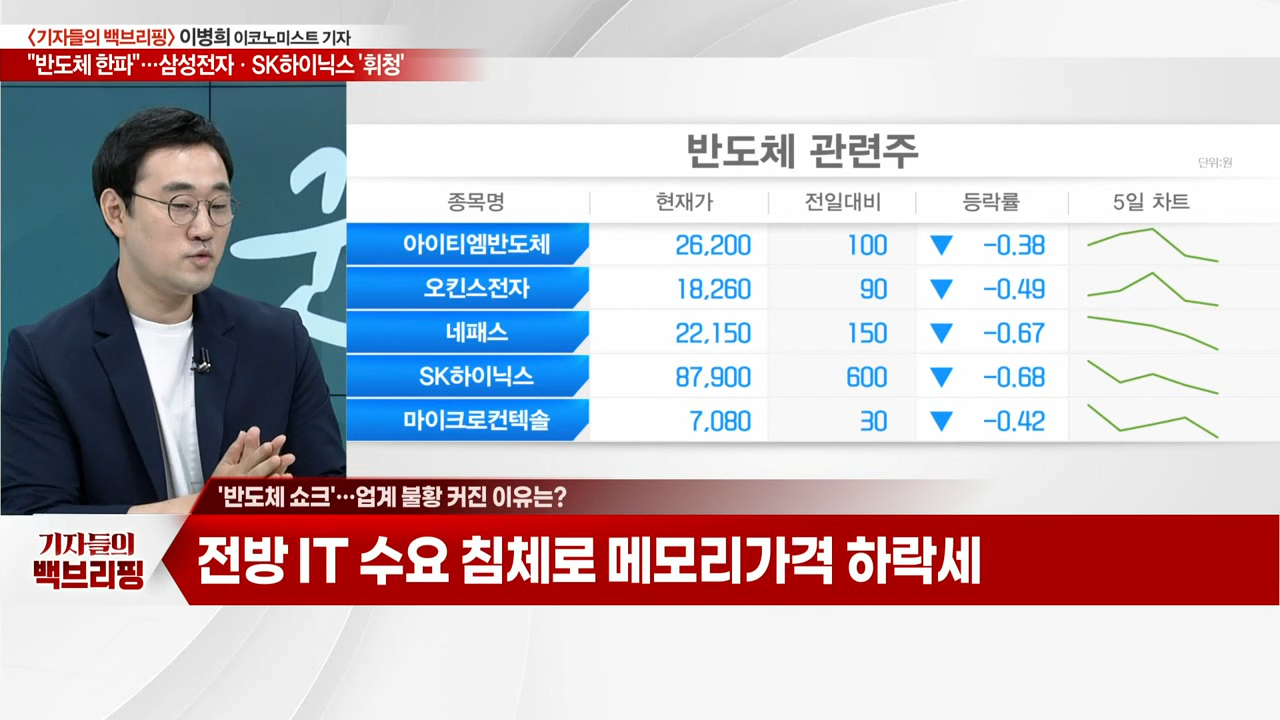 <기자들의 백브리핑> 이병희 이코노미스트 기자
"반도체 한파"…삼성전자·SK하이닉스 '휘청'
반도체 관련주
단위:원
종목명 현재가 전일대비 등락률 5일 차트
아이티엠반도체 26,200 100 ▼ -0.38
오킨스전자 18,260 90 ▼ -0.49
네패스 22,150 150 ▼ -0.67
SK하이닉스 87,900 600 ▼ -0.68
마이크로컨텍솔 7,080 30 ▼ -0.42
'반도체 쇼크'…업계 불황 커진 이유는?
기자들의
백브리핑
전방 IT 수요 침체로 메모리가격 하락세